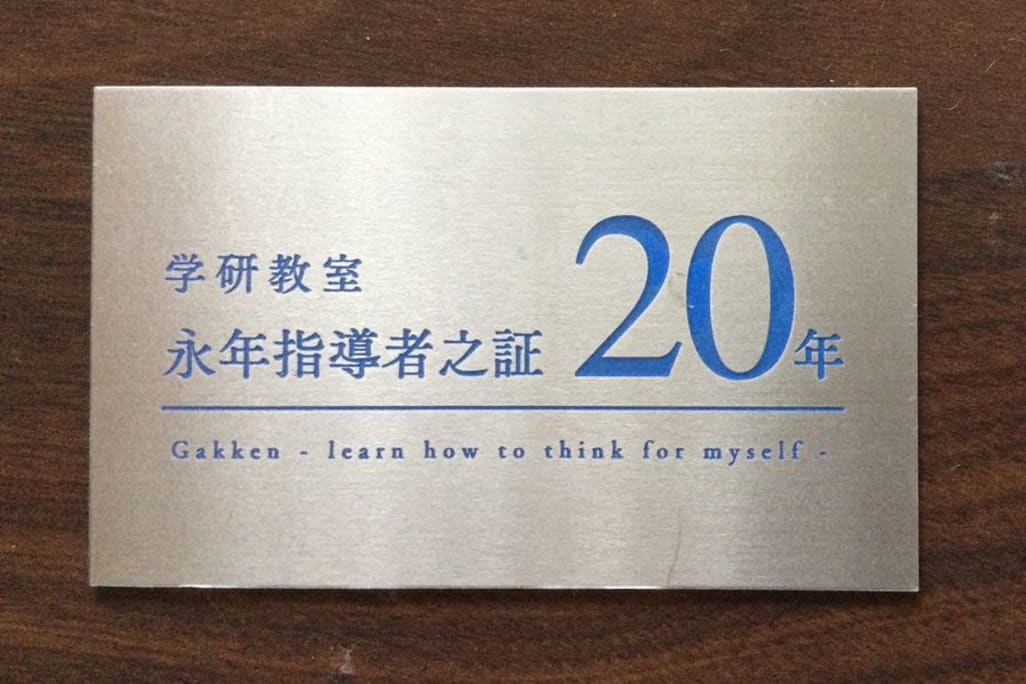 学研教室
永年指導者之証 20年
Gakken - learn how to think for myself -